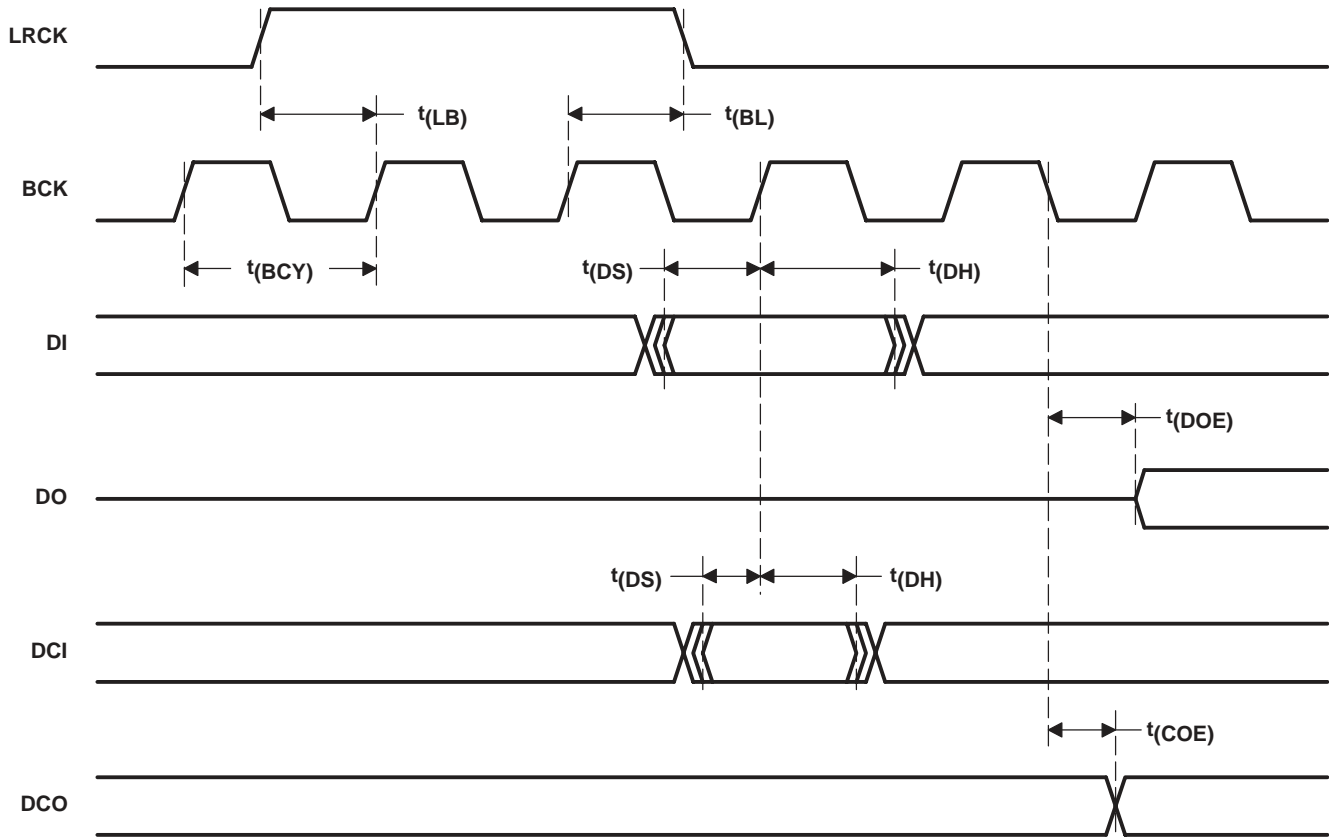 LRCK
t(LB)
t(BL)
BCK
t(BCY)
t(DS)
t(DH)
DI
t(DOE)
DO
t(DS)
t(DH)
DCI
t(COE)
DCO